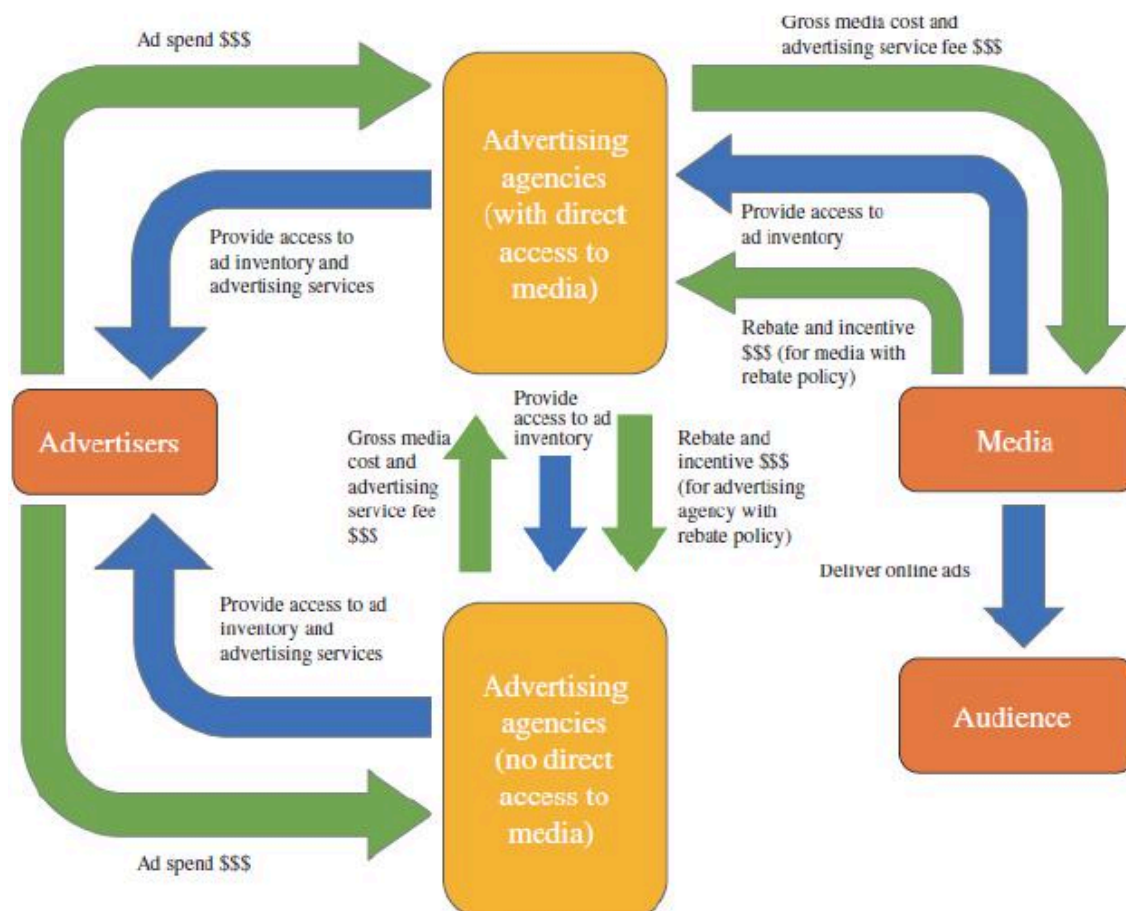 Ad spend $$$
Gross media cost and
advertising service fee $$$
Advertising
agencies
(with direct
access to
media)
Provide access to
ad inventory and
advertising services
Provide access to
ad inventory
Rebate and incentive
$$$ (for media with
rebate policy)
Advertisers
Gross media
cost and
advertising
service fee
$$$
Provide
access to ad
inventory
Rebate and
incentive $$$
(for advertising
agency with
rebate policy)
Media
Deliver online ads
Provide access to ad
inventory and
advertising services
Advertising
agencies
(no direct
access to
media)
Audience
Ad spend $$$